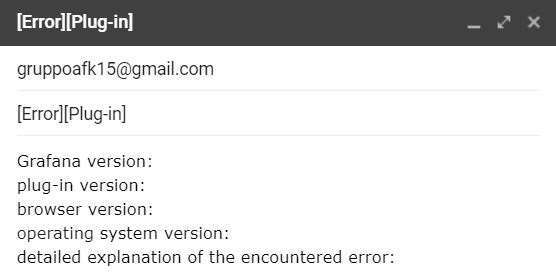 [Error][Plug-in]
gruppoafk15@gmail.com
[Error][Plug-in]
Grafana version:
plug-in version:
browser version:
operating system version:
detailed explanation of the encountered error: